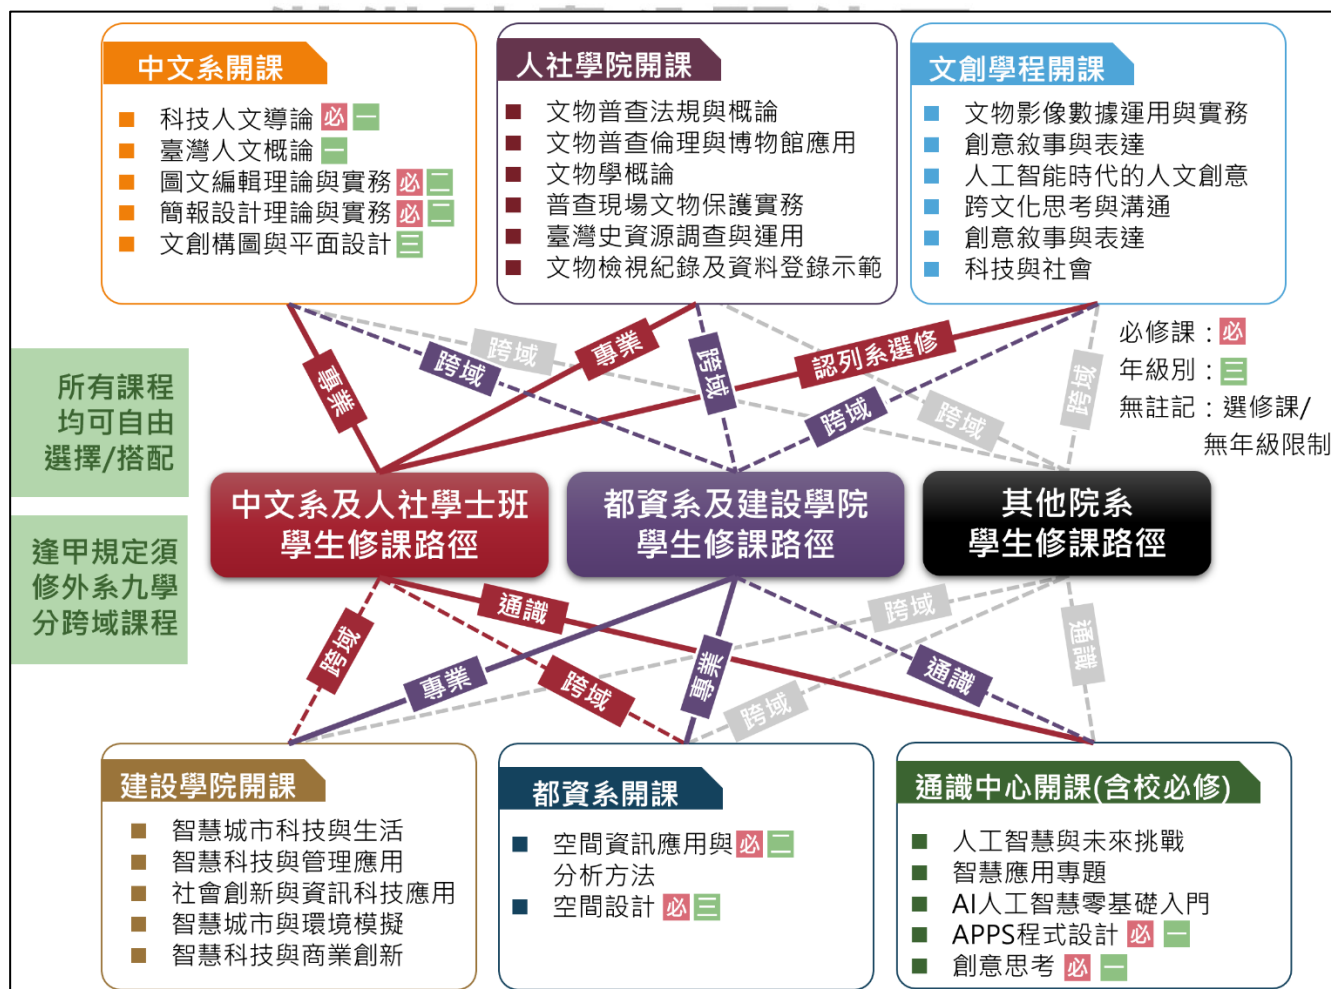 中文系開課
科技人文導論 必 一
臺灣人文概論 一
圖文編輯理論與實務 必 二
簡報設計理論與實務 必 二
文創構圖與平面設計 三
人社學院開課
文物普查法規與概論
文物普查倫理與博物館應用
文物學概論
普查現場文物保護實務
臺灣史資源調查與運用
文物檢視紀錄及資料登錄示範
文創學程開課
文物影像數據運用與實務
創意敘事與表達
人工智能時代的人文創意
跨文化思考與溝通
創意敘事與表達
科技與社會
專業
跨域
跨域
專業
跨域
跨域
認列系選修
跨域
跨域
必修課：必
年級別：三
無註記：選修課/
無年級限制
所有課程
均可自由
選擇/搭配
逢甲規定須
修外系九學
分跨域課程
中文系及人社學士班
學生修課路徑
都資系及建設學院
學生修課路徑
其他院系
學生修課路徑
跨域
專業
跨域
通識
專業
跨域
跨域
通識
通識
建設學院開課
智慧城市科技與生活
智慧科技與管理應用
社會創新與資訊科技應用
智慧城市與環境模擬
智慧科技與商業創新
都資系開課
空間資訊應用與 必 二
分析方法
空間設計 必 三
通識中心開課(含校必修)
人工智慧與未來挑戰
智慧應用專題
AI人工智慧零基礎入門
APPS程式設計 必 一
創意思考 必 一